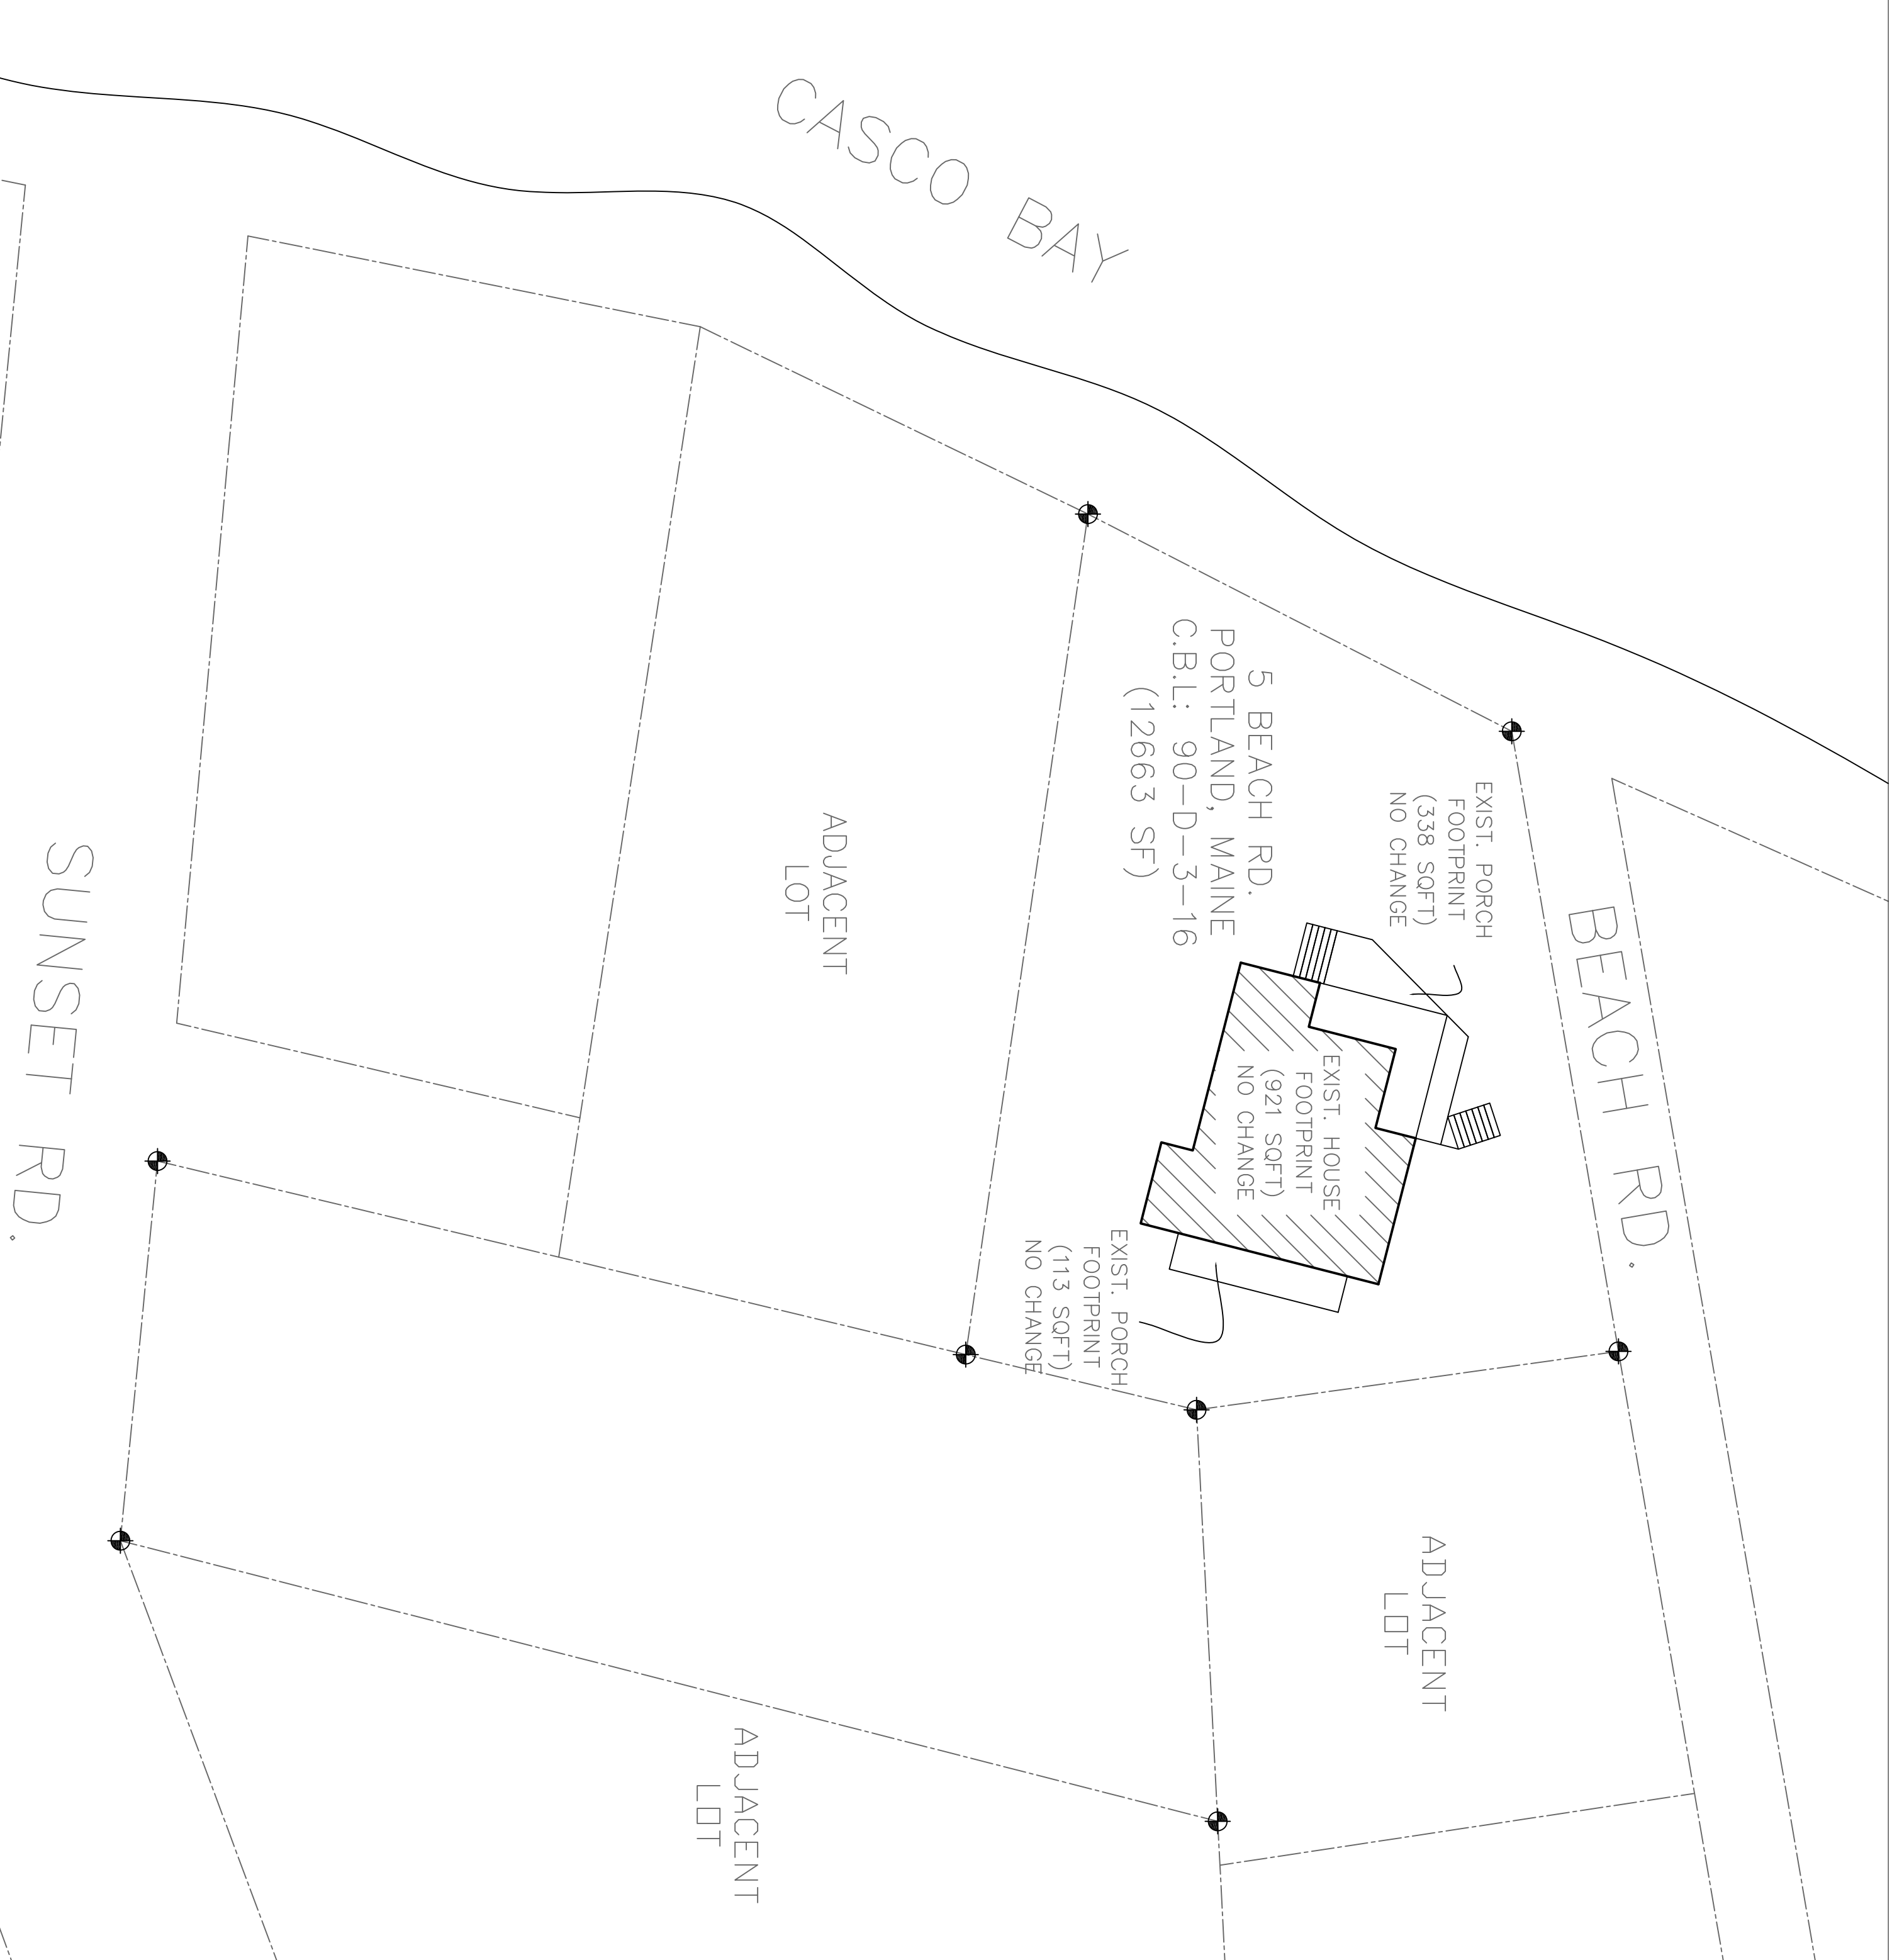 CASCO BAY
BEACH RD.
EXIST. PORCH
FOOTPRINT
(338 SQFT)
NO CHANGE
5 BEACH RD.
PORTLAND, MAINE
C.B.L: 90-D-3-16
(12663 SF)
EXIST. HOUSE
FOOTPRINT
(921 SQFT)
NO CHANGE
EXIST. PORCH
FOOTPRINT
(113 SQFT)
NO CHANGE
ADJACENT
LOT
ADJACENT
LOT
ADJACENT
LOT
SUNSET RD.